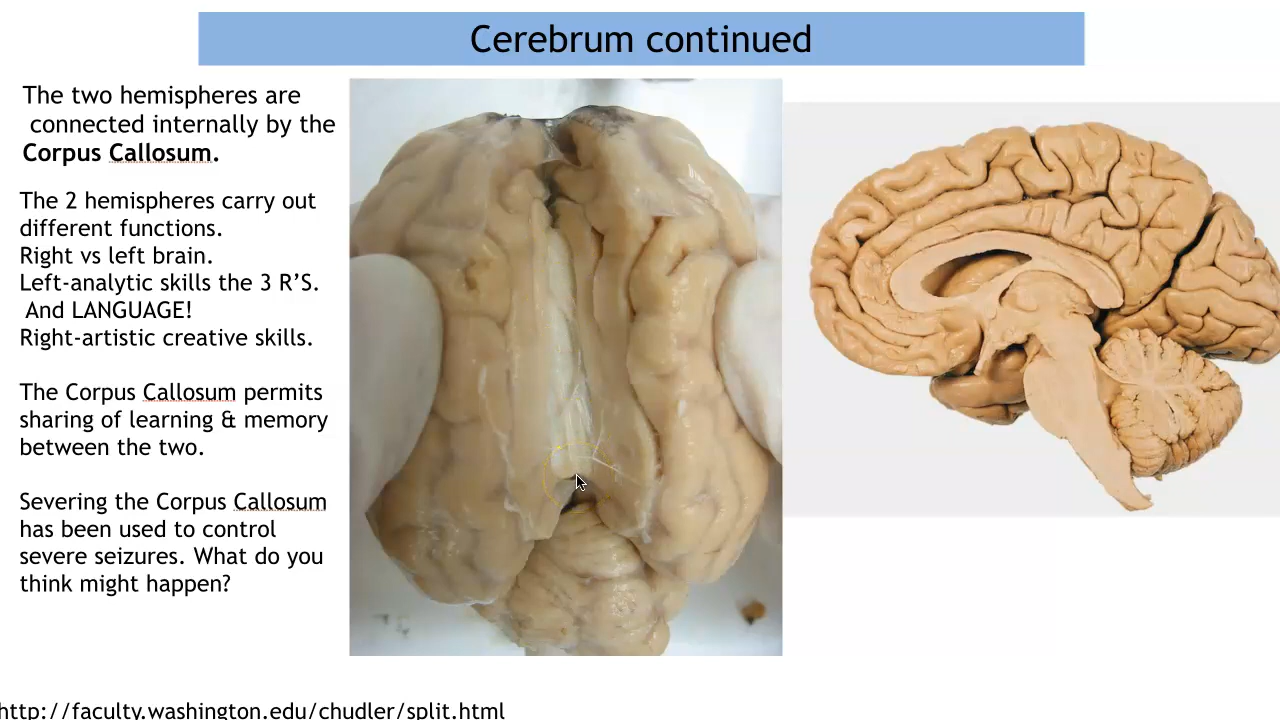 Cerebrum continued
The two hemispheres are
connected internally by the
Corpus Callosum.
The 2 hemispheres carry out
different functions.
Right vs left brain.
Left-analytic skills the 3 R’S.
And LANGUAGE!
Right-artistic creative skills.
The Corpus Callosum permits
sharing of learning & memory
between the two.
Severing the Corpus Callosum
has been used to control
severe seizures. What do you
think might happen?
http://faculty.washington.edu/chudler/split.html